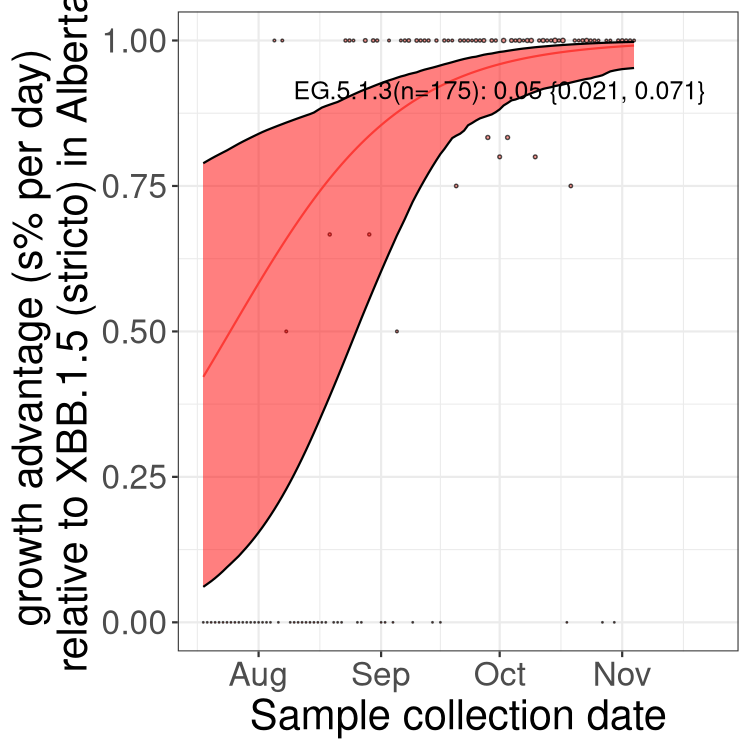 growth advantage (s% per day)
relative to XBB.1.5 (stricto) in Alberta
1.00
0.75
0.50
0.25
0.00
EG.5.1.3(n=175): 0.05 {0.021, 0.071}
Aug Sep Oct Nov
Sample collection date